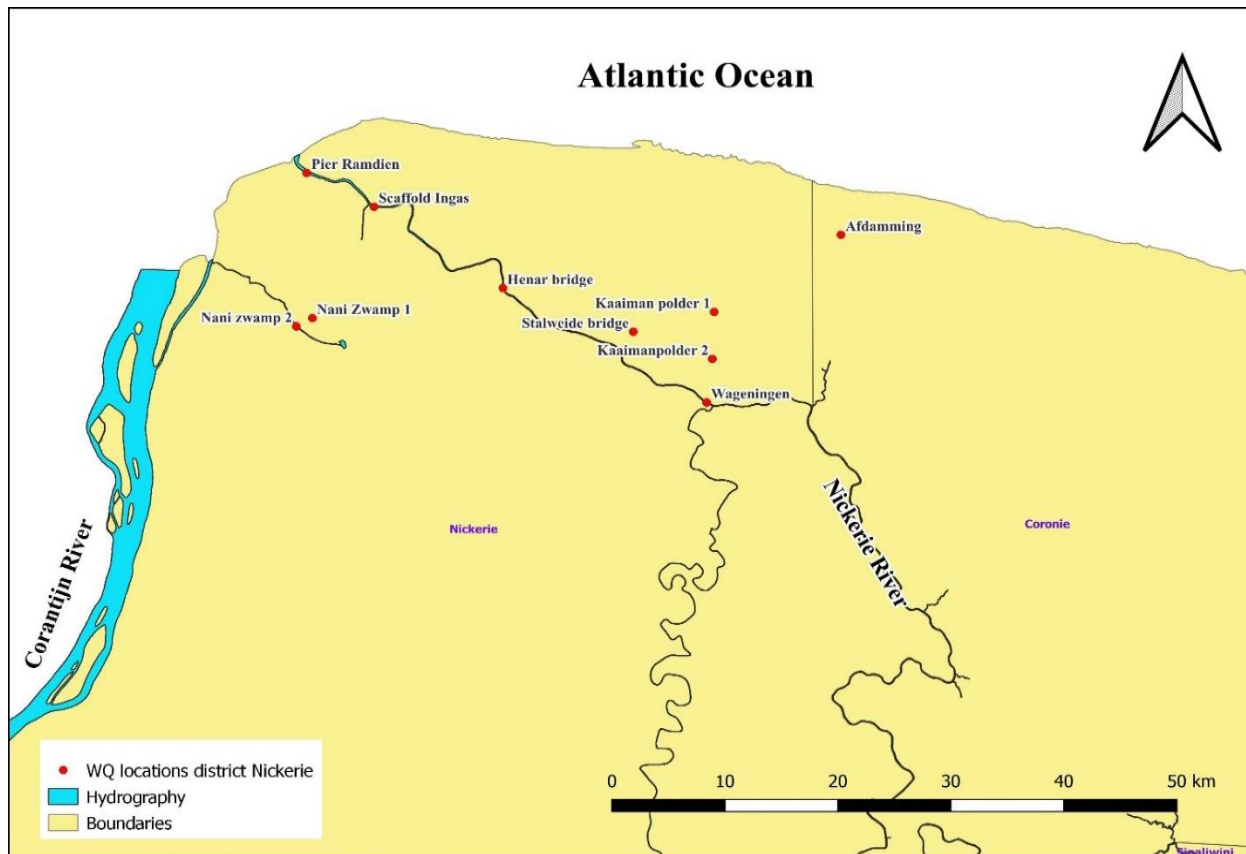 Atlantic Ocean
Pier Ramdien
Scaffold Ingas
Afdamming
Henar bridge
Kaaiman polder 1
Nani Zwamp 1
Nani zwamp 2
Stalweide bridge
Kaaimanpolder 2
Wageningen
Nickerie River
Nickerie
Coronie
Corantijn River
WQ locations district Nickerie
Hydrography
Boundaries
0 10 20 30 40 50 km
Sipaliwini